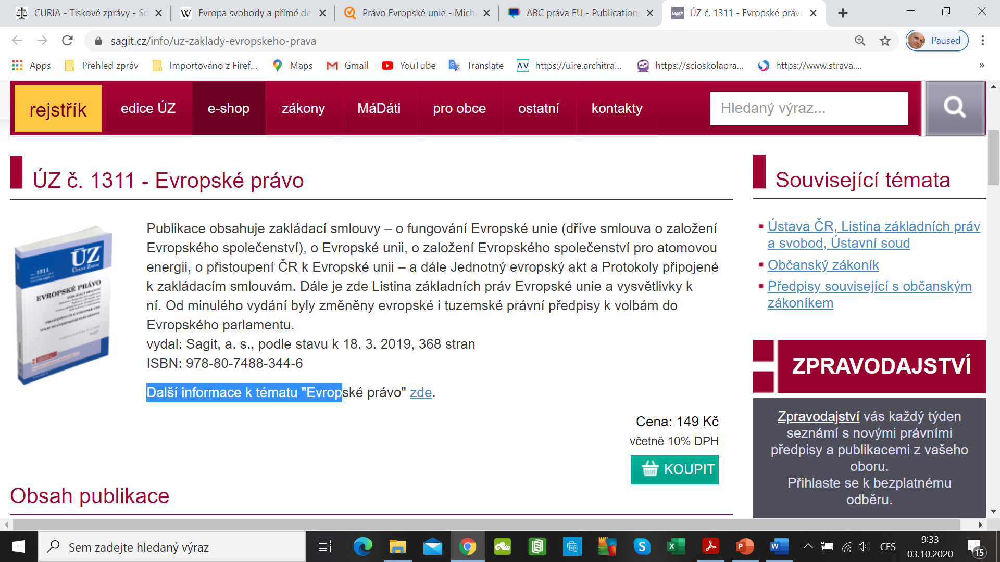 CURIA - Tiskové zprávy - So
Evropa svobody a přímé de
Právo Evropské unie - Mich
ABC práva EU - Publications
ÚZ č. 1311 - Evropské právo
sagit.cz/info/uz-zaklady-evropskeho-prava
Paused
Apps
Přehled zpráv
Importováno z Firef...
Maps
Gmail
YouTube
Translate
https://uire.architra...
https://scioskolapra...
https://www.strava....
»
rejstřík
edice ÚZ
e-shop
zákony
MáDáti
pro obce
ostatní
kontakty
Hledaný výraz...
ÚZ č. 1311 - Evropské právo
ÚZ
ÚPLNÉ ZNĚNÍ
1311
EVROPSKÉ PRÁVO
Publikace obsahuje zakládací smlouvy – o fungování Evropské unie (dříve smlouva o založení
Evropského společenství), o Evropské unii, o založení Evropského společenství pro atomovou
energii, o přistoupení ČR k Evropské unii – a dále Jednotný evropský akt a Protokoly připojené
k zakládacím smlouvám. Dále je zde Listina základních práv Evropské unie a vysvětlivky k
ní. Od minulého vydání byly změněny evropské i tuzemské právní předpisy k volbám do
Evropského parlamentu.
vydal: Sagit, a. s., podle stavu k 18. 3. 2019, 368 stran
ISBN: 978-80-7488-344-6
Další informace k tématu "Evropské právo" zde.
Cena: 149 Kč
včetně 10% DPH
KOUPIT
Obsah publikace
Související témata
Ústava ČR, Listina základních práv
a svobod, Ústavní soud
Občanský zákoník
Předpisy související s občanským
zákoníkem
ZPRAVODAJSTVÍ
Zpravodajství vás každý týden
seznámí s novými právními
předpisy a publikacemi z vašeho
oboru.
Přihlaste se k bezplatnému
odběru.
Sem zadejte hledaný výraz
CES
9:33
03.10.2020
15